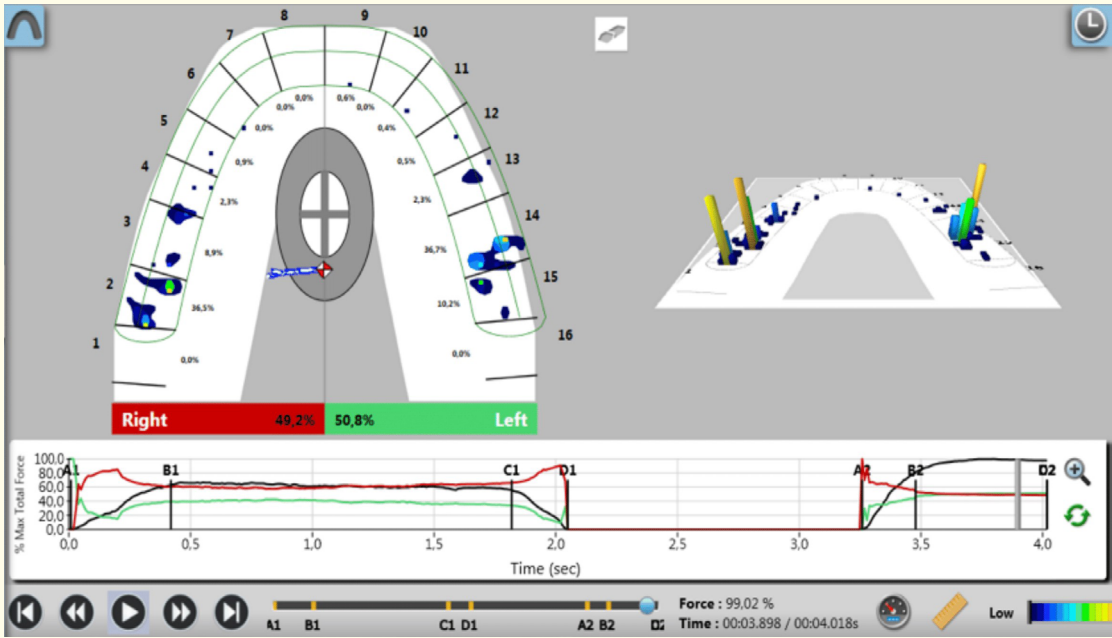 8 9
7 10
6 11
0,0% 0,6%
0,0% 0,0%
5 0,0% 0,4% 12
4 0,9% 0,5% 13
3 2,3% 2,3% 14
8,9% 36,7%
2 15
36,5% 10,2%
1 16
0,0% 0,0%
Right 49,2% 50,8% Left
% Max Total Force
100.0
80.0
60.0
40.0
20.0
0.0
A1 B1 C1 D1 A2 B2 D2
0,0 0,5 1,0 1,5 2,0 2,5 3,0 3,5 4,0
Time (sec)
A1 B1 C1 D1 A2 B2 D2
Force : 99,02 %
Time : 00:03.898 / 00:04.018s
Low